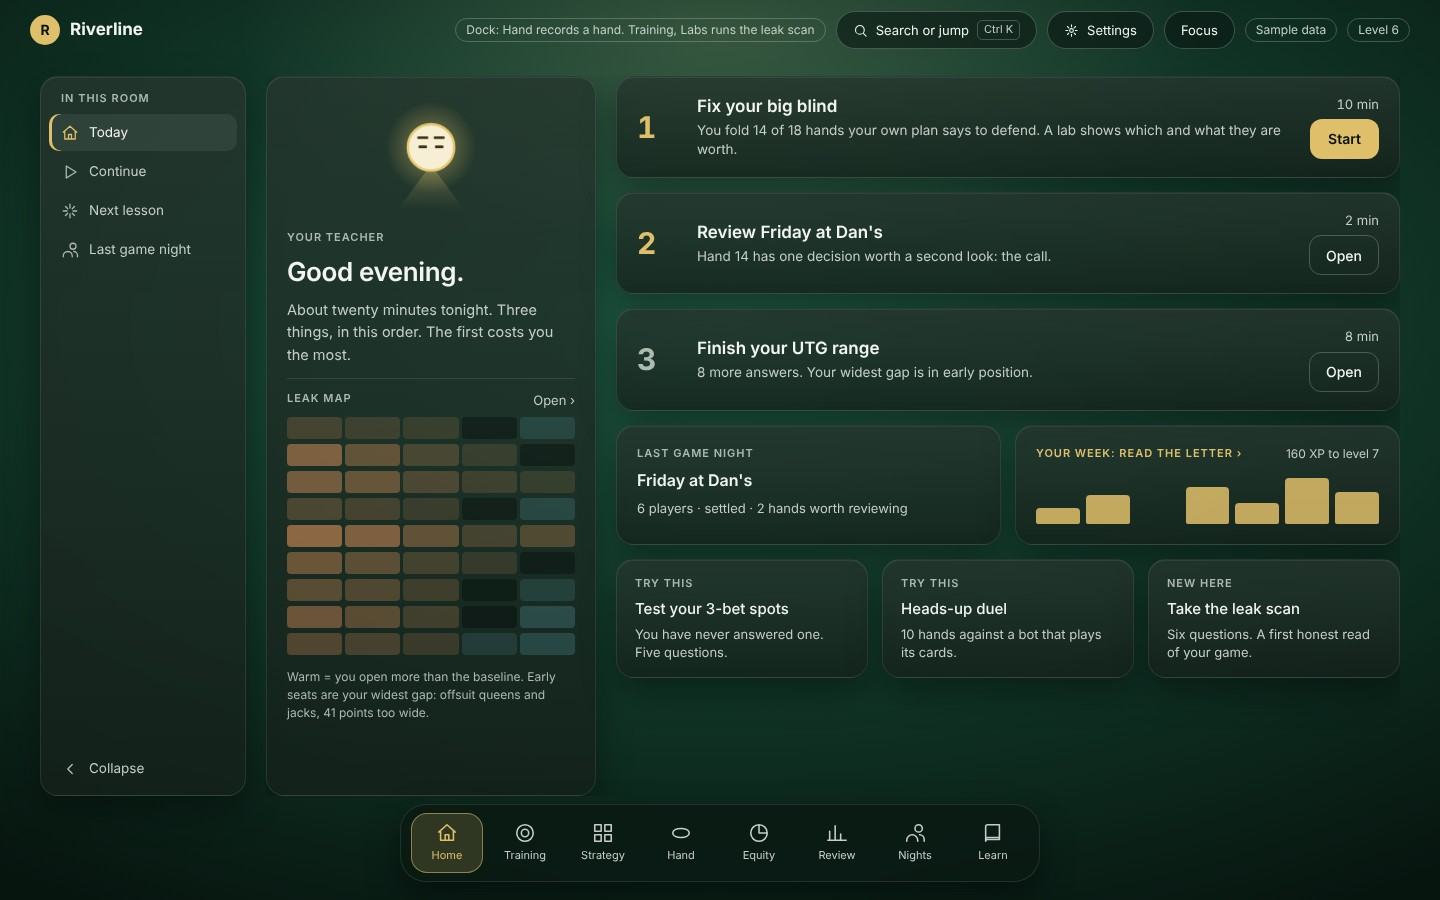 R Riverline
Dock: Hand records a hand. Training, Labs runs the leak scan
Search or jump Ctrl K
Settings
Focus
Sample data
Level 6
IN THIS ROOM
Today
Continue
Next lesson
Last game night
Collapse
YOUR TEACHER
Good evening.
About twenty minutes tonight. Three
things, in this order. The first costs you
the most.
LEAK MAP
Open ›
Warm = you open more than the baseline. Early
seats are your widest gap: offsuit queens and
jacks, 41 points too wide.
1
Fix your big blind
You fold 14 of 18 hands your own plan says to defend. A lab shows which and what they are
worth.
10 min
Start
2
Review Friday at Dan's
Hand 14 has one decision worth a second look: the call.
2 min
Open
3
Finish your UTG range
8 more answers. Your widest gap is in early position.
8 min
Open
LAST GAME NIGHT
Friday at Dan's
6 players · settled · 2 hands worth reviewing
YOUR WEEK: READ THE LETTER ›
160 XP to level 7
TRY THIS
Test your 3-bet spots
You have never answered one.
Five questions.
TRY THIS
Heads-up duel
10 hands against a bot that plays
its cards.
NEW HERE
Take the leak scan
Six questions. A first honest read
of your game.
Home
Training
Strategy
Hand
Equity
Review
Nights
Learn